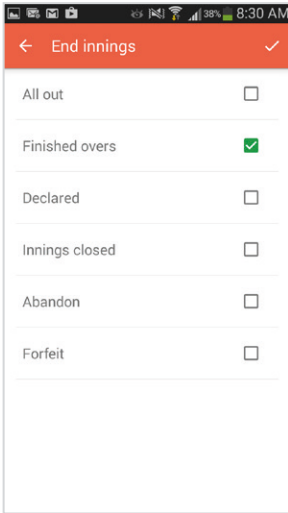 38% 8:30 AM
End innings
All out
Finished overs
Declared
Innings closed
Abandon
Forfeit